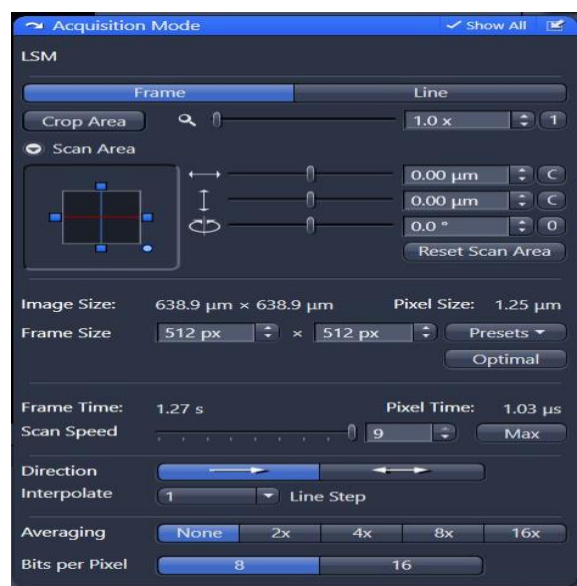 Acquisition Mode Show All
LSM
Frame Line
Crop Area 1.0 x 1
Scan Area
0.00 µm C
0.00 µm C
0.0 ° 0
Reset Scan Area
Image Size: 638.9 µm × 638.9 µm Pixel Size: 1.25 µm
Frame Size 512 px × 512 px Presets
Optimal
Frame Time: 1.27 s Pixel Time: 1.03 µs
Scan Speed 9 Max
Direction
Interpolate 1 Line Step
Averaging None 2x 4x 8x 16x
Bits per Pixel 8 16